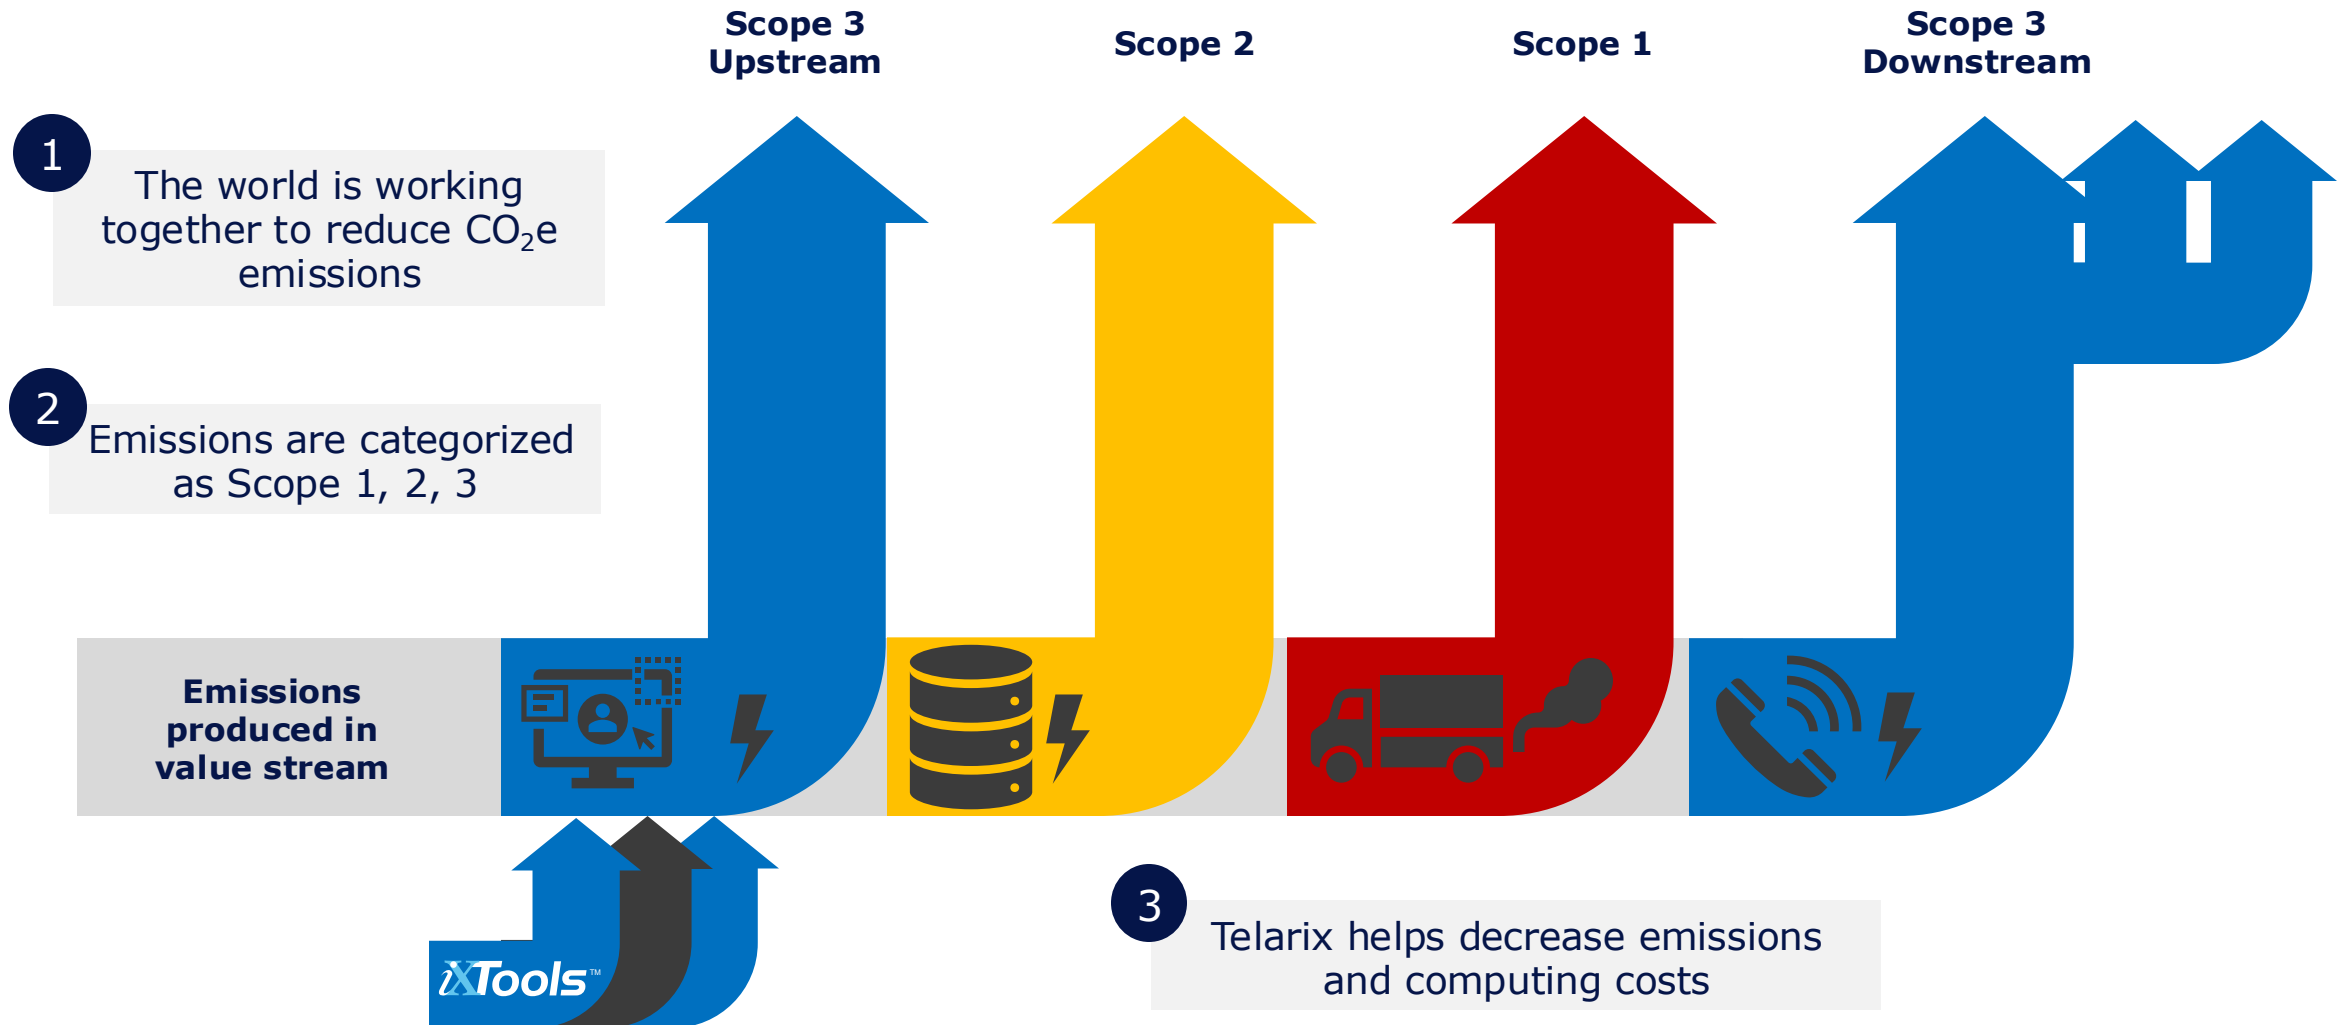 Scope 3
Upstream
Scope 2
Scope 1
Scope 3
Downstream
1
The world is working
together to reduce CO₂e
emissions
2
Emissions are categorized
as Scope 1, 2, 3
Emissions
produced in
value stream
iXTools™
3
Telarix helps decrease emissions
and computing costs